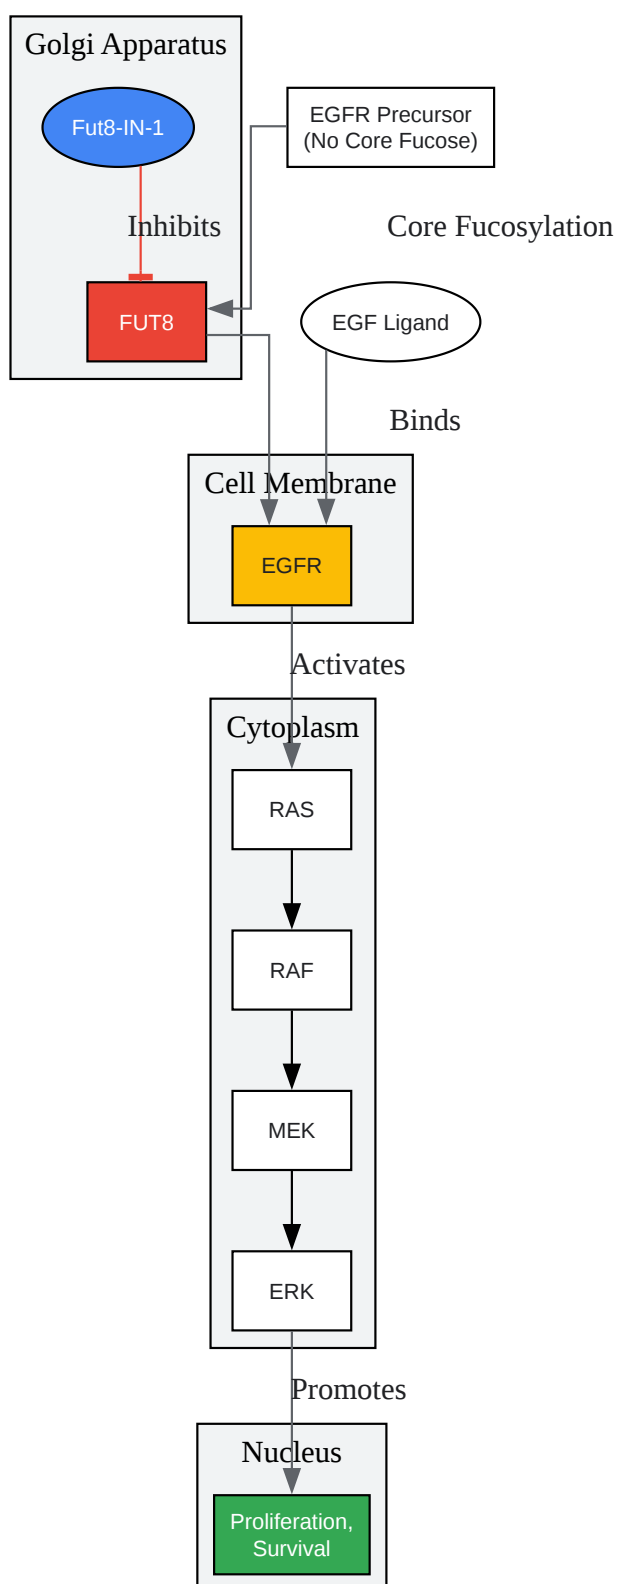 Golgi Apparatus
Fut8-IN-1
EGFR Precursor
(No Core Fucose)
Inhibits
Core Fucosylation
FUT8
EGF Ligand
Binds
Cell Membrane
EGFR
Activates
Cytoplasm
RAS
RAF
MEK
ERK
Promotes
Nucleus
Proliferation,
Survival